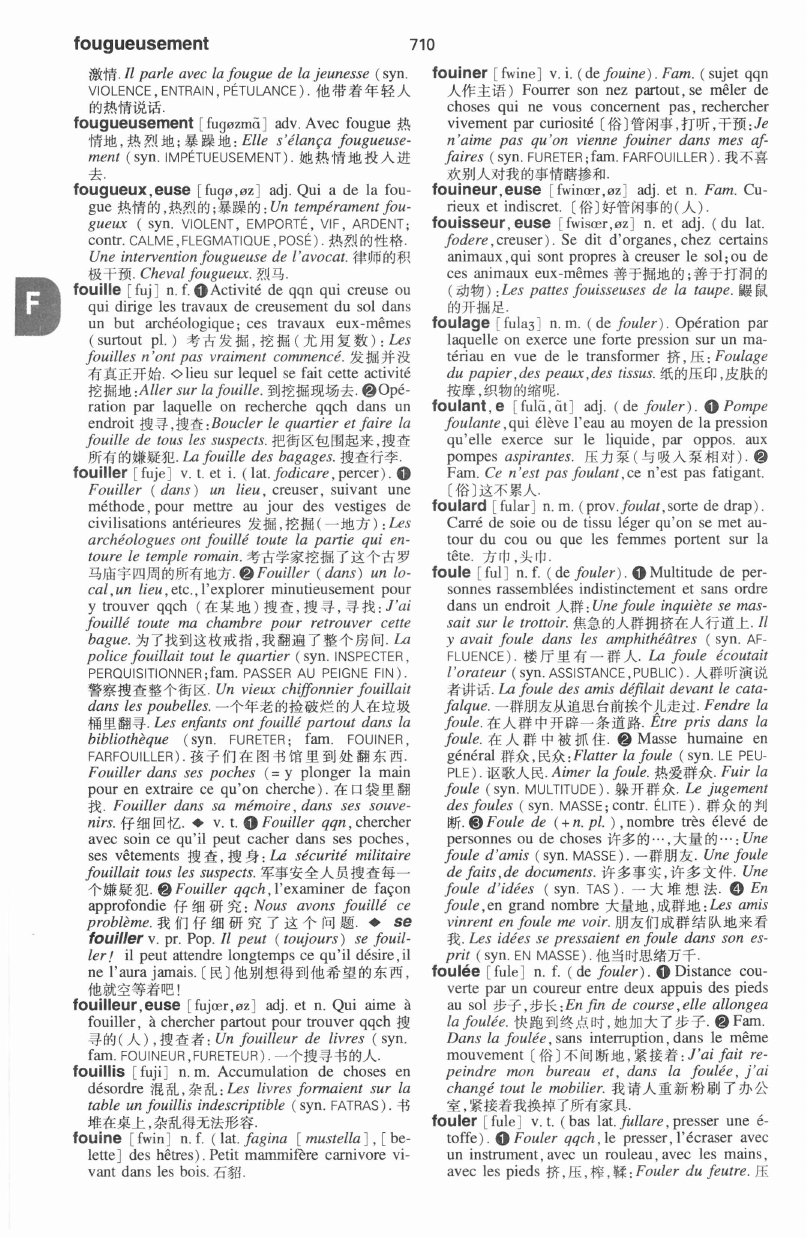 fougueusement
710
激情. Il parle avec la fougue de la jeunesse (syn.
VIOLENCE, ENTRAIN, PÉTULANCE). 他带着年轻人
的热情说话.
fougueusement [fugøzmɑ̃] adv. Avec fougue 热
情地,热烈地;暴躁地: Elle s'élança fougueuse-
ment (syn. IMPÉTUEUSEMENT). 她热情地投入进
去.
fougueux, euse [fugø,øz] adj. Qui a de la fou-
gue 热情的,热烈的;暴躁的: Un tempérament fou-
gueux (syn. VIOLENT, EMPORTÉ, VIF, ARDENT;
contr. CALME, FLEGMATIQUE, POSÉ). 热烈的性格.
Une intervention fougueuse de l'avocat. 律师的积
极干预. Cheval fougueux. 烈马.
F
fouille [fuj] n. f. ❶Activité de qqn qui creuse ou
qui dirige les travaux de creusement du sol dans
un but archéologique; ces travaux eux-mêmes
(surtout pl.) 考古发掘,挖掘(尤用复数): Les
fouilles n'ont pas vraiment commencé. 发掘并没
有真正开始. ◇lieu sur lequel se fait cette activité
挖掘地: Aller sur la fouille. 到挖掘现场去. ❷Opé-
ration par laquelle on recherche qqch dans un
endroit 搜寻,搜查: Boucler le quartier et faire la
fouille de tous les suspects. 把街区包围起来,搜查
所有的嫌疑犯. La fouille des bagages. 搜查行李.
fouiller [fuje] v. t. et i. (lat. fodicare, percer). ❶
Fouiller (dans) un lieu, creuser, suivant une
méthode, pour mettre au jour des vestiges de
civilisations antérieures 发掘,挖掘(一地方): Les
archéologues ont fouillé toute la partie qui en-
toure le temple romain. 考古学家挖掘了这个古罗
马庙宇四周的所有地方. ❷Fouiller (dans) un lo-
cal, un lieu, etc., l'explorer minutieusement pour
y trouver qqch (在某地)搜查,搜寻,寻找: J'ai
fouillé toute ma chambre pour retrouver cette
bague. 为了找到这枚戒指,我翻遍了整个房间. La
police fouillait tout le quartier (syn. INSPECTER,
PERQUISITIONNER; fam. PASSER AU PEIGNE FIN).
警察搜查整个街区. Un vieux chiffonnier fouillait
dans les poubelles. 一个年老的捡破烂的人在垃圾
桶里翻寻. Les enfants ont fouillé partout dans la
bibliothèque (syn. FURETER; fam. FOUINER,
FARFOUILLER). 孩子们在图书馆里到处翻东西.
Fouiller dans ses poches (= y plonger la main
pour en extraire ce qu'on cherche). 在口袋里翻
找. Fouiller dans sa mémoire, dans ses souve-
nirs. 仔细回忆. ◆ v. t. ❶Fouiller qqn, chercher
avec soin ce qu'il peut cacher dans ses poches,
ses vêtements 搜查,搜身: La sécurité militaire
fouillait tous les suspects. 军事安全人员搜查每一
个嫌疑犯. ❷Fouiller qqch, l'examiner de façon
approfondie 仔细研究: Nous avons fouillé ce
problème. 我们仔细研究了这个问题. ◆ se
fouiller v. pr. Pop. Il peut (toujours) se fouil-
ler! il peut attendre longtemps ce qu'il désire, il
ne l'aura jamais. 〔民〕他别想得到他希望的东西,
他就空等着吧!
fouilleur, euse [fujœr,øz] adj. et n. Qui aime à
fouiller, à chercher partout pour trouver qqch 搜
寻的(人),搜查者: Un fouilleur de livres (syn.
fam. FOUINEUR, FURETEUR). 一个搜寻书的人.
fouillis [fuji] n. m. Accumulation de choses en
désordre 混乱,杂乱: Les livres formaient sur la
table un fouillis indescriptible (syn. FATRAS). 书
堆在桌上,杂乱得无法形容.
fouine [fwin] n. f. (lat. fagina [mustella], [be-
lette] des hêtres). Petit mammifère carnivore vi-
vant dans les bois. 石貂.
fouiner [fwine] v. i. (de fouine). Fam. (sujet qqn
人作主语) Fourrer son nez partout, se mêler de
choses qui ne vous concernent pas, rechercher
vivement par curiosité〔俗〕管闲事,打听,干预: Je
n'aime pas qu'on vienne fouiner dans mes af-
faires (syn. FURETER; fam. FARFOUILLER). 我不喜
欢别人对我的事情瞎掺和.
fouineur, euse [fwinœr,øz] adj. et n. Fam. Cu-
rieux et indiscret. 〔俗〕好管闲事的(人).
fouisseur, euse [fwisœr,øz] n. et adj. (du lat.
fodere, creuser). Se dit d'organes, chez certains
animaux, qui sont propres à creuser le sol; ou de
ces animaux eux-mêmes 善于掘地的;善于打洞的
(动物): Les pattes fouisseuses de la taupe. 鼹鼠
的开掘足.
foulage [fulaʒ] n. m. (de fouler). Opération par
laquelle on exerce une forte pression sur un ma-
tériau en vue de le transformer 挤,压: Foulage
du papier, des peaux, des tissus. 纸的压印,皮肤的
按摩,织物的缩呢.
foulant, e [fulɑ̃,ɑ̃t] adj. (de fouler). ❶ Pompe
foulante, qui élève l'eau au moyen de la pression
qu'elle exerce sur le liquide, par oppos. aux
pompes aspirantes. 压力泵(与吸入泵相对). ❷
Fam. Ce n'est pas foulant, ce n'est pas fatigant.
〔俗〕这不累人.
foulard [fular] n. m. (prov. foulat, sorte de drap).
Carré de soie ou de tissu léger qu'on se met au-
tour du cou ou que les femmes portent sur la
tête. 方巾,头巾.
foule [ful] n. f. (de fouler). ❶Multitude de per-
sonnes rassemblées indistinctement et sans ordre
dans un endroit 人群: Une foule inquiète se mas-
sait sur le trottoir. 焦急的人群拥挤在人行道上. Il
y avait foule dans les amphithéâtres (syn. AF-
FLUENCE). 楼厅里有一群人. La foule écoutait
l'orateur (syn. ASSISTANCE, PUBLIC). 人群听演说
者讲话. La foule des amis défilait devant le cata-
falque. 一群朋友从追思台前挨个儿走过. Fendre la
foule. 在人群中开辟一条道路. Être pris dans la
foule. 在人群中被抓住. ❷ Masse humaine en
général 群众,民众: Flatter la foule (syn. LE PEU-
PLE). 讴歌人民. Aimer la foule. 热爱群众. Fuir la
foule (syn. MULTITUDE). 躲开群众. Le jugement
des foules (syn. MASSE; contr. ÉLITE). 群众的判
断. ❸Foule de (+n. pl.), nombre très élevé de
personnes ou de choses 许多的…,大量的…: Une
foule d'amis (syn. MASSE). 一群朋友. Une foule
de faits, de documents. 许多事实,许多文件. Une
foule d'idées (syn. TAS). 一大堆想法. ❹ En
foule, en grand nombre 大量地,成群地: Les amis
vinrent en foule me voir. 朋友们成群结队地来看
我. Les idées se pressaient en foule dans son es-
prit (syn. EN MASSE). 他当时思绪万千.
foulée [fule] n. f. (de fouler). ❶Distance cou-
verte par un coureur entre deux appuis des pieds
au sol 步子,步长: En fin de course, elle allongea
la foulée. 快跑到终点时,她加大了步子. ❷Fam.
Dans la foulée, sans interruption, dans le même
mouvement〔俗〕不间断地,紧接着: J'ai fait re-
peindre mon bureau et, dans la foulée, j'ai
changé tout le mobilier. 我请人重新粉刷了办公
室,紧接着我换掉了所有家具.
fouler [fule] v. t. (bas lat. fullare, presser une é-
toffe). ❶ Fouler qqch, le presser, l'écraser avec
un instrument, avec un rouleau, avec les mains,
avec les pieds 挤,压,榨,鞣: Fouler du feutre. 压